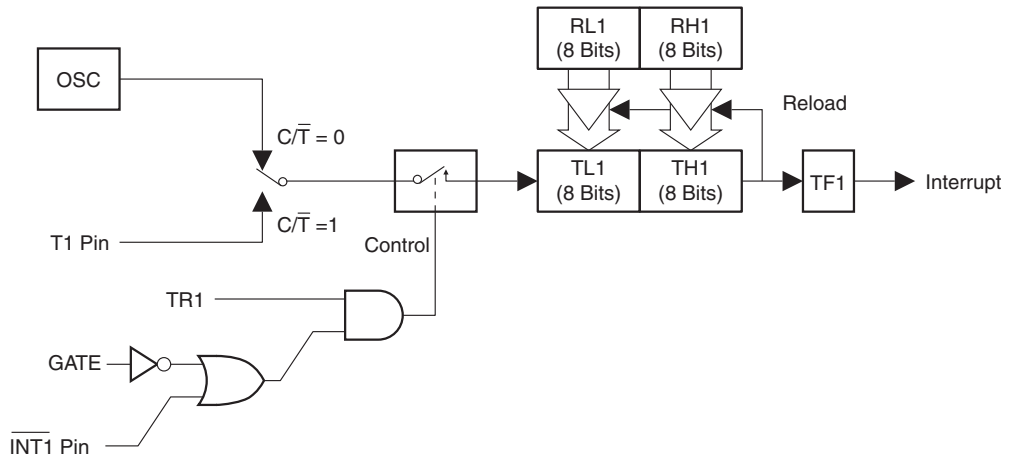 RL1
(8 Bits)
RH1
(8 Bits)
OSC
Reload
C/T̅ = 0
TL1
(8 Bits)
TH1
(8 Bits)
TF1
Interrupt
C/T̅ =1
T1 Pin
Control
TR1
GATE
I̅N̅T̅1̅ Pin